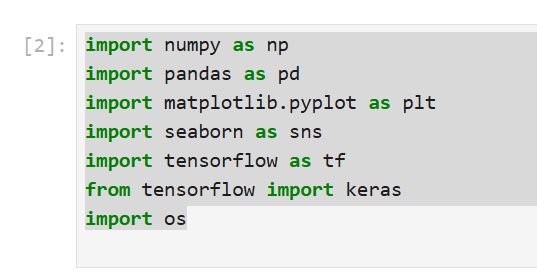 [2]:
import numpy as np
import pandas as pd
import matplotlib.pyplot as plt
import seaborn as sns
import tensorflow as tf
from tensorflow import keras
import os